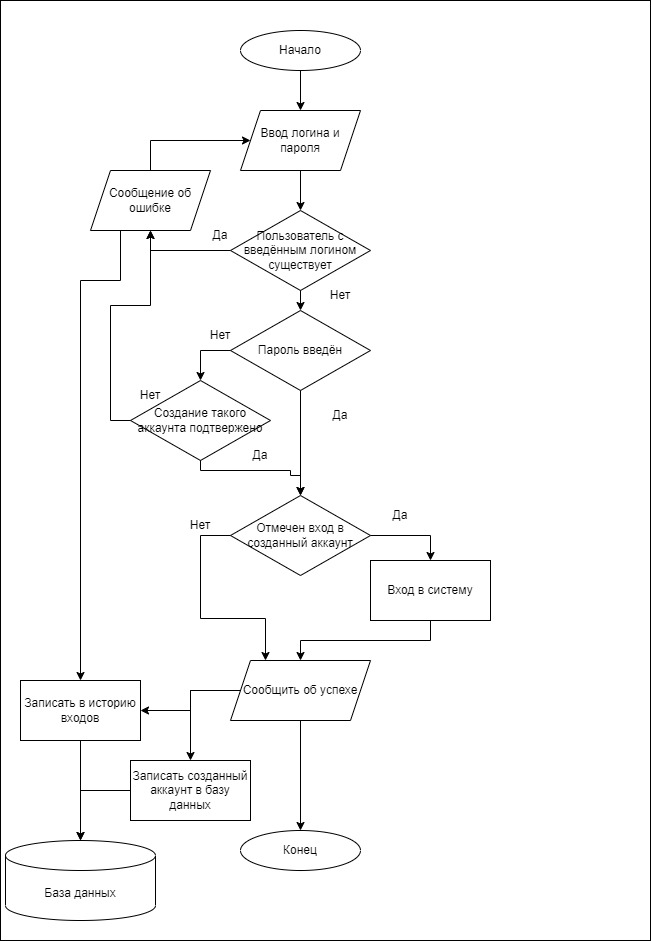 Начало
Ввод логина и
пароля
Сообщение об
ошибке
Да
Пользователь с
введённым логином
существует
Нет
Нет
Пароль введён
Нет
Создание такого
аккаунта подтвержено
Да
Да
Нет
Отмечен вход в
созданный аккаунт
Да
Вход в систему
Сообщить об успехе
Записать в историю
входов
Записать созданный
аккаунт в базу
данных
Конец
База данных